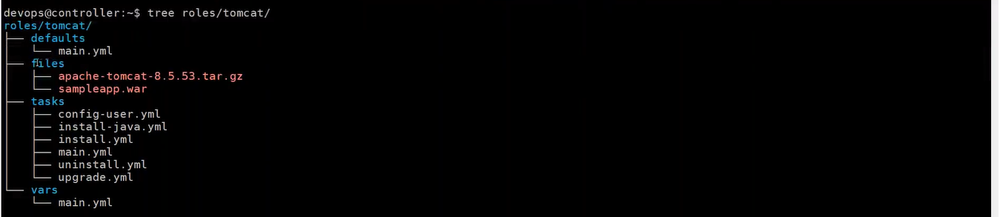 devops@controller:~$ tree roles/tomcat/
roles/tomcat/
├── defaults
│   └── main.yml
├── files
│   ├── apache-tomcat-8.5.53.tar.gz
│   └── sampleapp.war
├── tasks
│   ├── config-user.yml
│   ├── install-java.yml
│   ├── install.yml
│   ├── main.yml
│   ├── uninstall.yml
│   └── upgrade.yml
└── vars
    └── main.yml